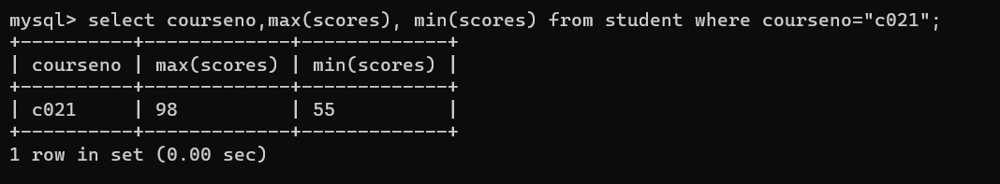 mysql> select courseno,max(scores), min(scores) from student where courseno="c021";
+----------+-------------+-------------+
| courseno | max(scores) | min(scores) |
+----------+-------------+-------------+
| c021     | 98          | 55          |
+----------+-------------+-------------+
1 row in set (0.00 sec)